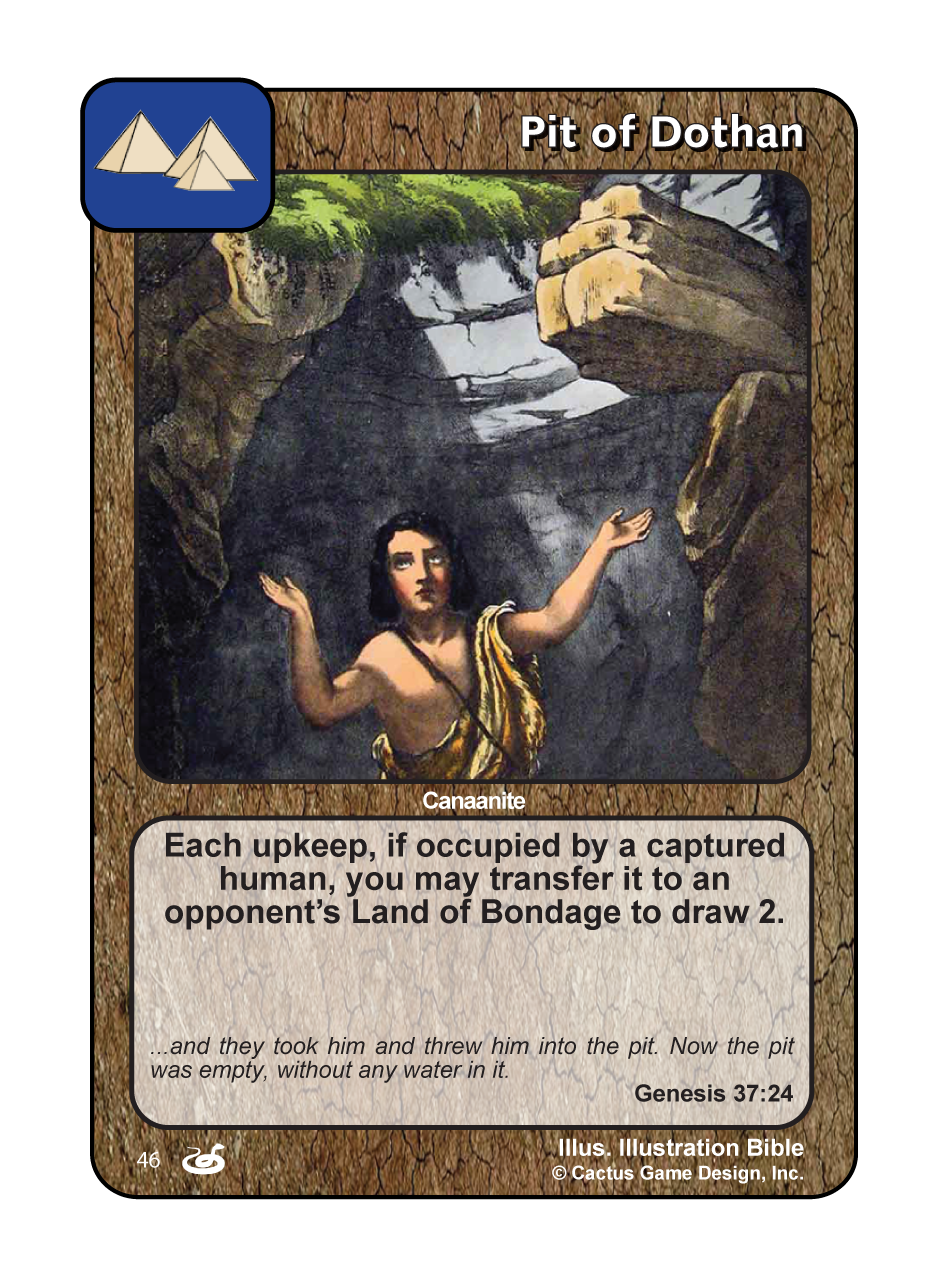 Pit of Dothan
Canaanite
Each upkeep, if occupied by a captured
human, you may transfer it to an
opponent’s Land of Bondage to draw 2.
...and they took him and threw him into the pit. Now the pit
was empty, without any water in it.
Genesis 37:24
46
Illus. Illustration Bible
© Cactus Game Design, Inc.